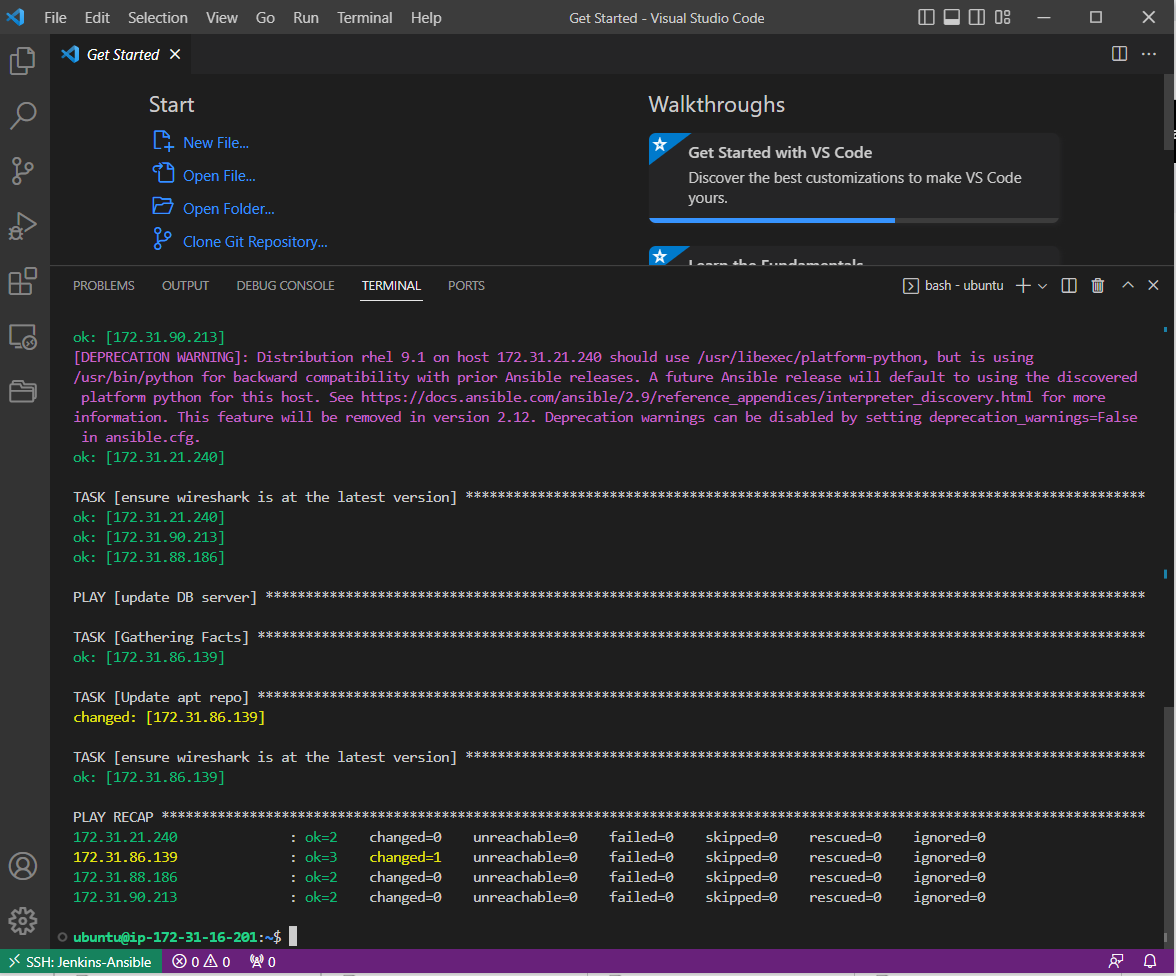 File Edit Selection View Go Run Terminal Help Get Started - Visual Studio Code
Get Started
Start
New File...
Open File...
Open Folder...
Clone Git Repository...
Walkthroughs
Get Started with VS Code
Discover the best customizations to make VS Code
yours.
Learn the Fundamentals
PROBLEMS OUTPUT DEBUG CONSOLE TERMINAL PORTS bash - ubuntu
ok: [172.31.90.213]
[DEPRECATION WARNING]: Distribution rhel 9.1 on host 172.31.21.240 should use /usr/libexec/platform-python, but is using
/usr/bin/python for backward compatibility with prior Ansible releases. A future Ansible release will default to using the discovered
platform python for this host. See https://docs.ansible.com/ansible/2.9/reference_appendices/interpreter_discovery.html for more
information. This feature will be removed in version 2.12. Deprecation warnings can be disabled by setting deprecation_warnings=False
in ansible.cfg.
ok: [172.31.21.240]
TASK [ensure wireshark is at the latest version] *************************************************************************************
ok: [172.31.21.240]
ok: [172.31.90.213]
ok: [172.31.88.186]
PLAY [update DB server] **************************************************************************************************************
TASK [Gathering Facts] ***************************************************************************************************************
ok: [172.31.86.139]
TASK [Update apt repo] ***************************************************************************************************************
changed: [172.31.86.139]
TASK [ensure wireshark is at the latest version] *************************************************************************************
ok: [172.31.86.139]
PLAY RECAP ***************************************************************************************************************************
172.31.21.240 : ok=2 changed=0 unreachable=0 failed=0 skipped=0 rescued=0 ignored=0
172.31.86.139 : ok=3 changed=1 unreachable=0 failed=0 skipped=0 rescued=0 ignored=0
172.31.88.186 : ok=2 changed=0 unreachable=0 failed=0 skipped=0 rescued=0 ignored=0
172.31.90.213 : ok=2 changed=0 unreachable=0 failed=0 skipped=0 rescued=0 ignored=0
ubuntu@ip-172-31-16-201:~$
SSH: Jenkins-Ansible 0 0 0